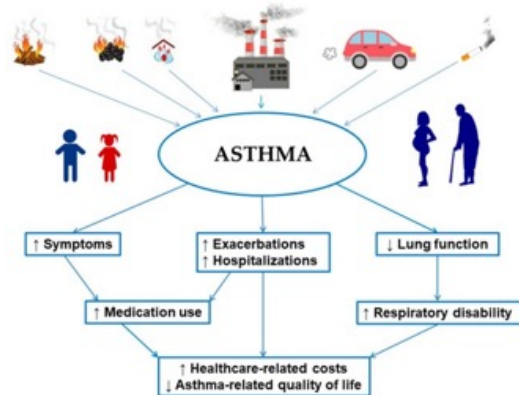 ASTHMA
↑ Symptoms
↑ Exacerbations
↑ Hospitalizations
↓ Lung function
↑ Medication use
↑ Respiratory disability
↑ Healthcare-related costs
↓ Asthma-related quality of life